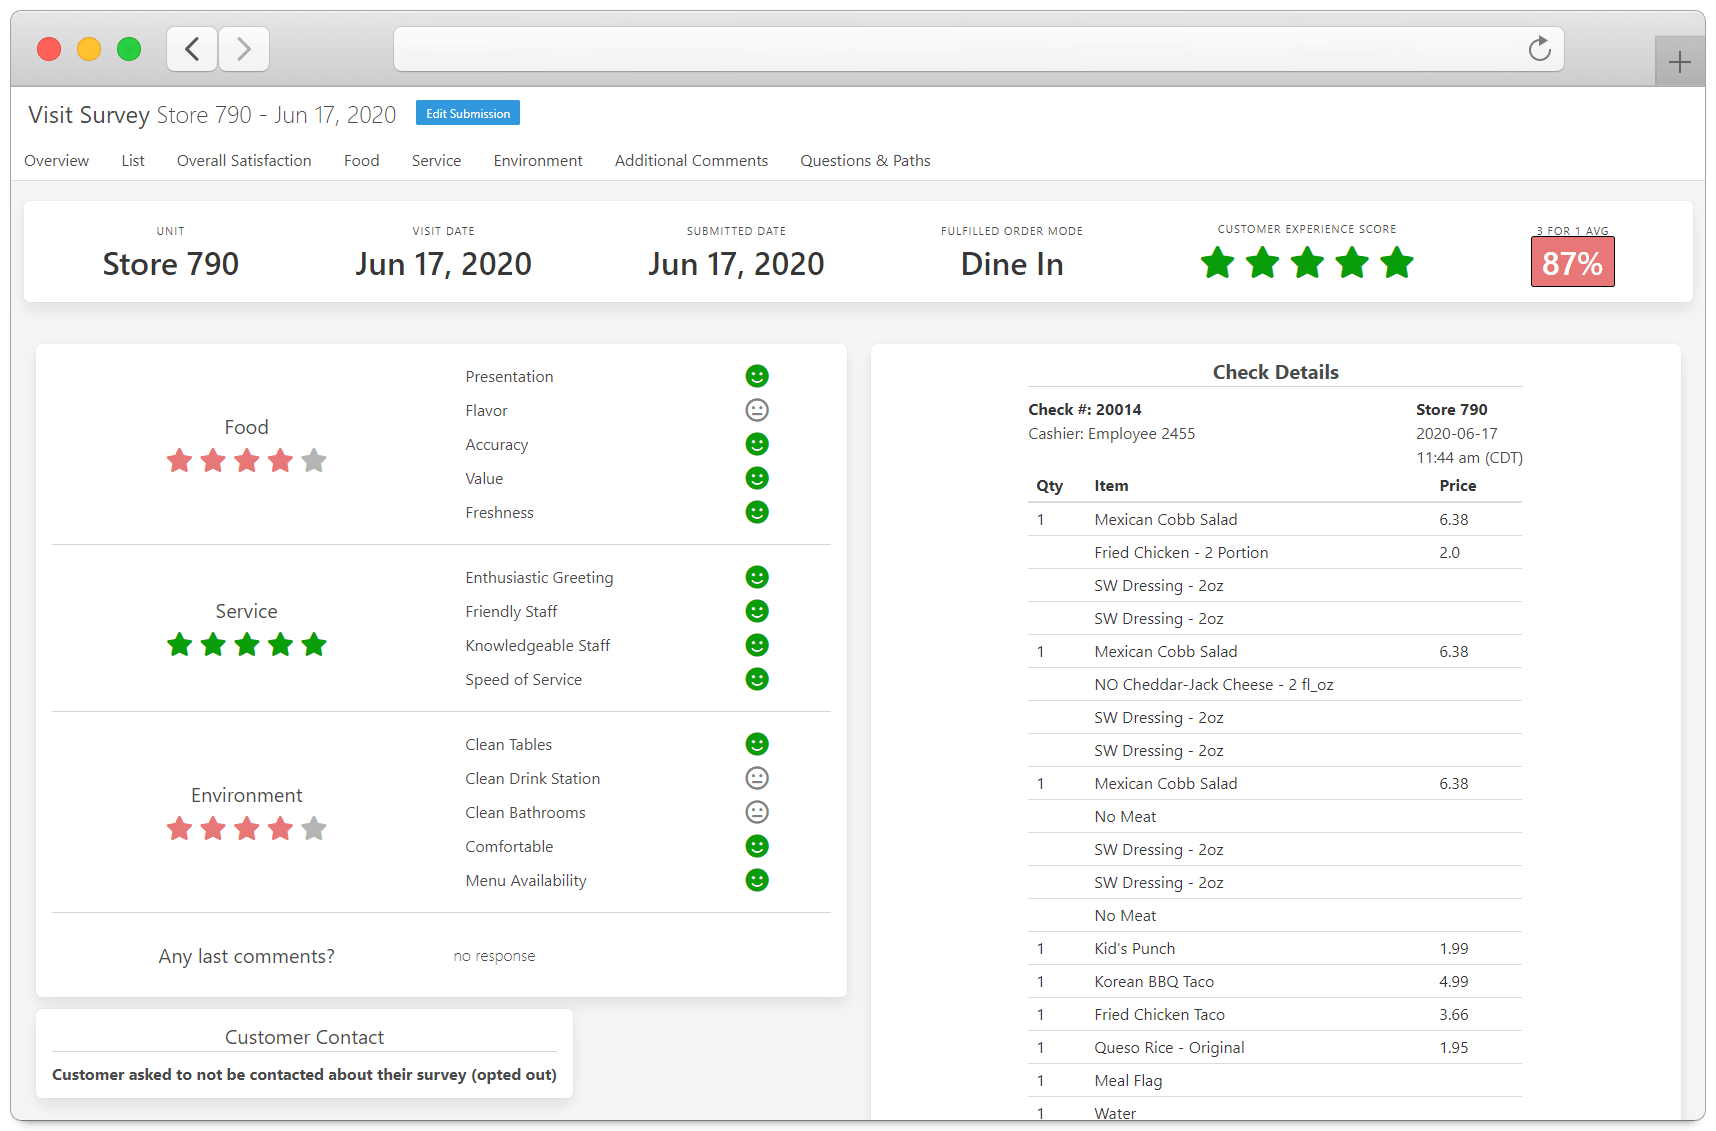 Visit Survey Store 790 - Jun 17, 2020 Edit Submission
Overview List Overall Satisfaction Food Service Environment Additional Comments Questions & Paths
UNIT VISIT DATE SUBMITTED DATE FULFILLED ORDER MODE CUSTOMER EXPERIENCE SCORE 3 FOR 1 AVG
Store 790 Jun 17, 2020 Jun 17, 2020 Dine In 87%
Food
Presentation
Flavor
Accuracy
Value
Freshness
Service
Enthusiastic Greeting
Friendly Staff
Knowledgeable Staff
Speed of Service
Environment
Clean Tables
Clean Drink Station
Clean Bathrooms
Comfortable
Menu Availability
Any last comments? no response
Customer Contact
Customer asked to not be contacted about their survey (opted out)
Check Details
Check #: 20014 Store 790
Cashier: Employee 2455 2020-06-17
11:44 am (CDT)
Qty Item Price
1 Mexican Cobb Salad 6.38
Fried Chicken - 2 Portion 2.0
SW Dressing - 2oz
SW Dressing - 2oz
1 Mexican Cobb Salad 6.38
NO Cheddar-Jack Cheese - 2 fl_oz
SW Dressing - 2oz
SW Dressing - 2oz
1 Mexican Cobb Salad 6.38
No Meat
SW Dressing - 2oz
SW Dressing - 2oz
No Meat
1 Kid's Punch 1.99
1 Korean BBQ Taco 4.99
1 Fried Chicken Taco 3.66
1 Queso Rice - Original 1.95
1 Meal Flag
1 Water